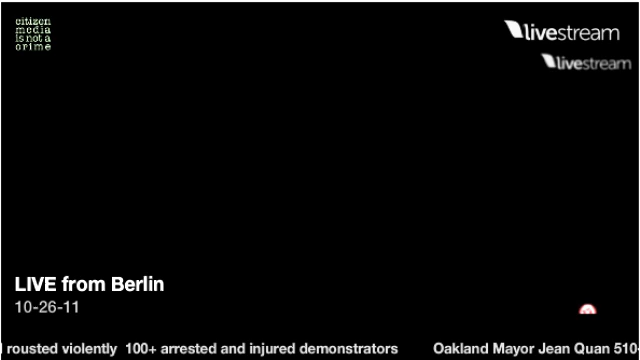 citizen
media
is not a
crime
livestream
livestream
LIVE from Berlin
10-26-11
rousted violently 100+ arrested and injured demonstrators Oakland Mayor Jean Quan 510-